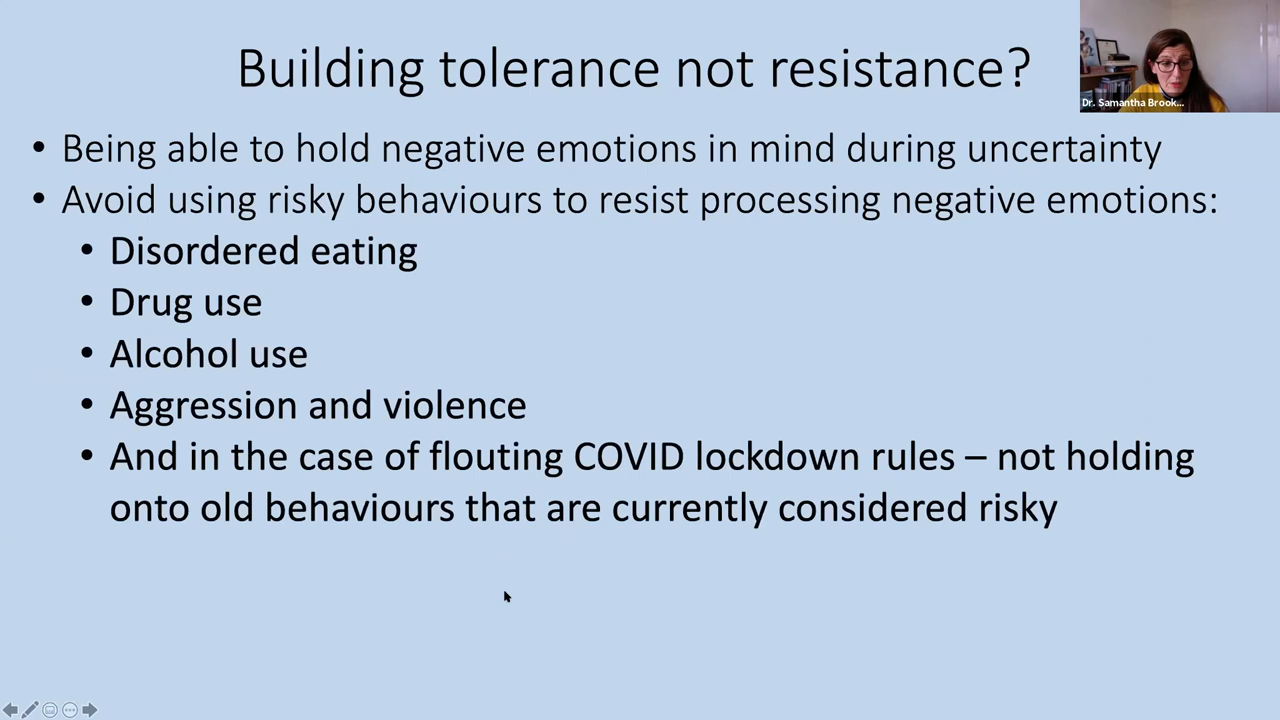 Building tolerance not resistance?
Dr. Samantha Brook...
• Being able to hold negative emotions in mind during uncertainty
• Avoid using risky behaviours to resist processing negative emotions:
• Disordered eating
• Drug use
• Alcohol use
• Aggression and violence
• And in the case of flouting COVID lockdown rules – not holding
onto old behaviours that are currently considered risky